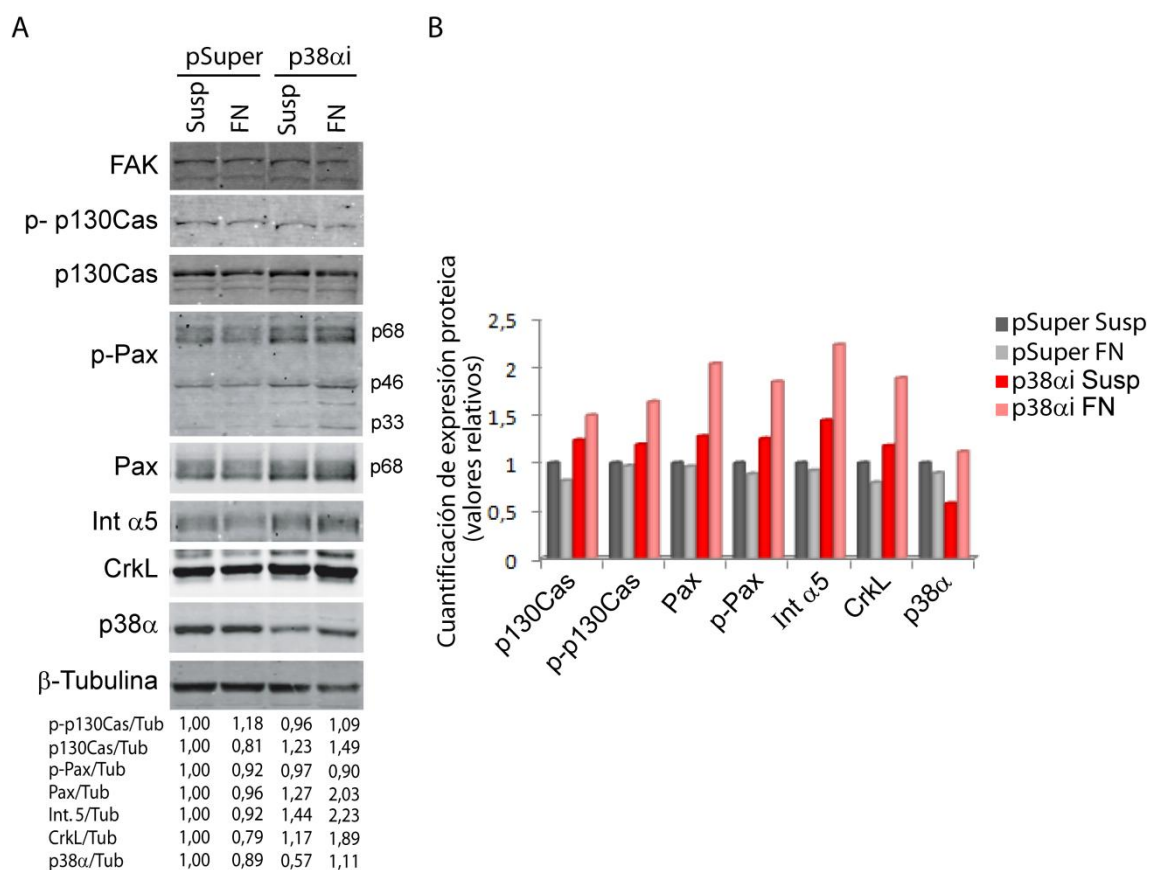 A
pSuper p38αi
Susp FN Susp FN
FAK
p- p130Cas
p130Cas
p-Pax
p68
p46
p33
Pax
p68
Int α5
CrkL
p38α
β-Tubulina
p-p130Cas/Tub 1,00 1,18 0,96 1,09
p130Cas/Tub 1,00 0,81 1,23 1,49
p-Pax/Tub 1,00 0,92 0,97 0,90
Pax/Tub 1,00 0,96 1,27 2,03
Int.5/Tub 1,00 0,92 1,44 2,23
CrkL/Tub 1,00 0,79 1,17 1,89
p38α/Tub 1,00 0,89 0,57 1,11
B
Cuantificación de expresión proteica
(valores relativos)
2,5
2
1,5
1
0,5
0
p130Cas
p-p130Cas
Pax
p-Pax
Int α5
CrkL
p38α
pSuper Susp
pSuper FN
p38αi Susp
p38αi FN